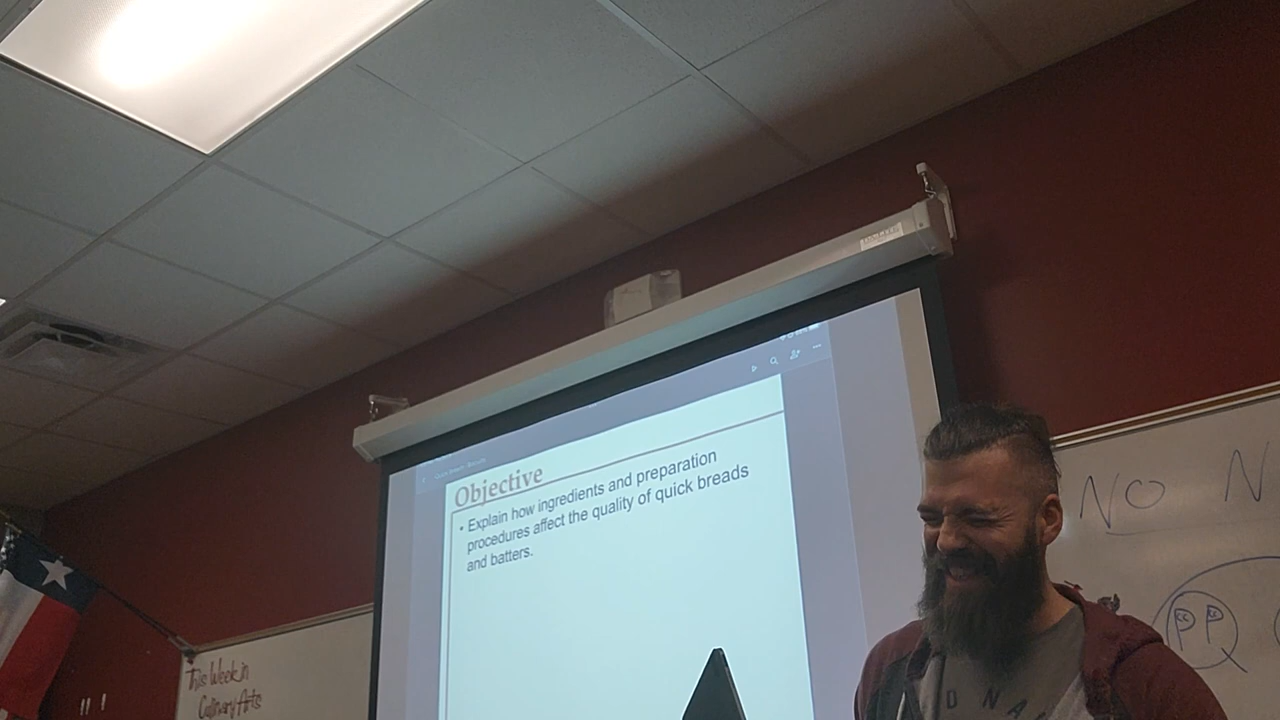 Objective
• Explain how ingredients and preparation
procedures affect the quality of quick breads
and batters.
This Week in
Culinary Arts
NO N
PP